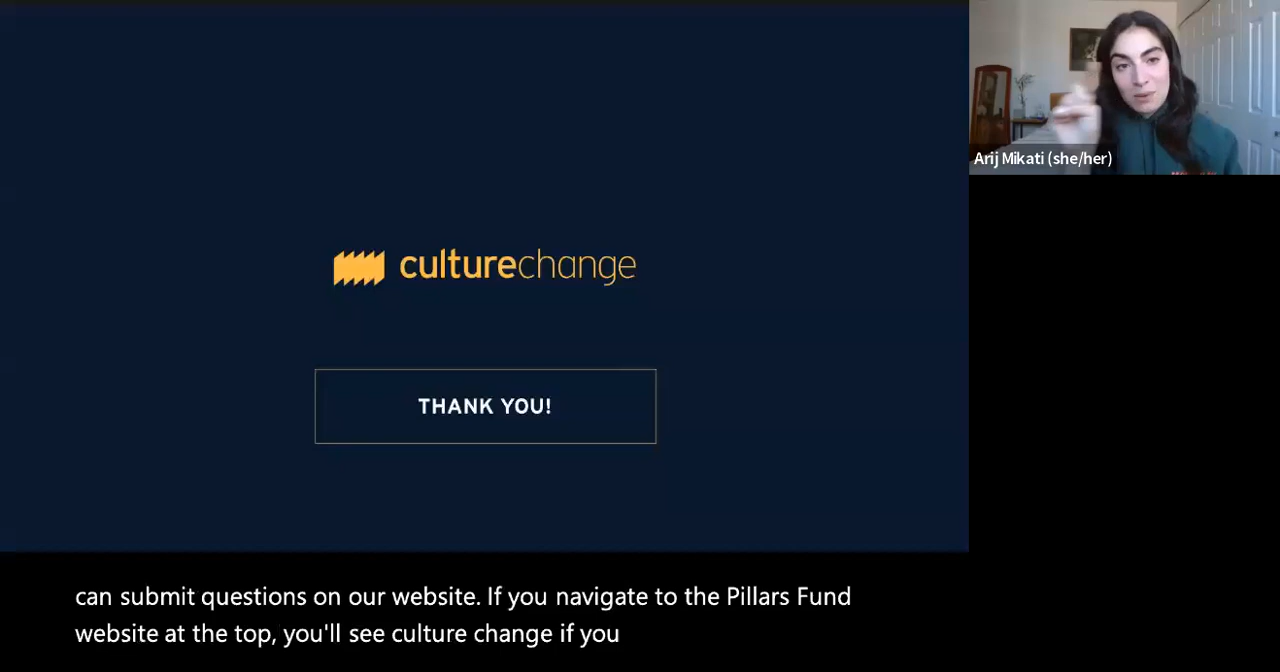 Arij Mikati (she/her)
culturechange
THANK YOU!
can submit questions on our website. If you navigate to the Pillars Fund
website at the top, you'll see culture change if you